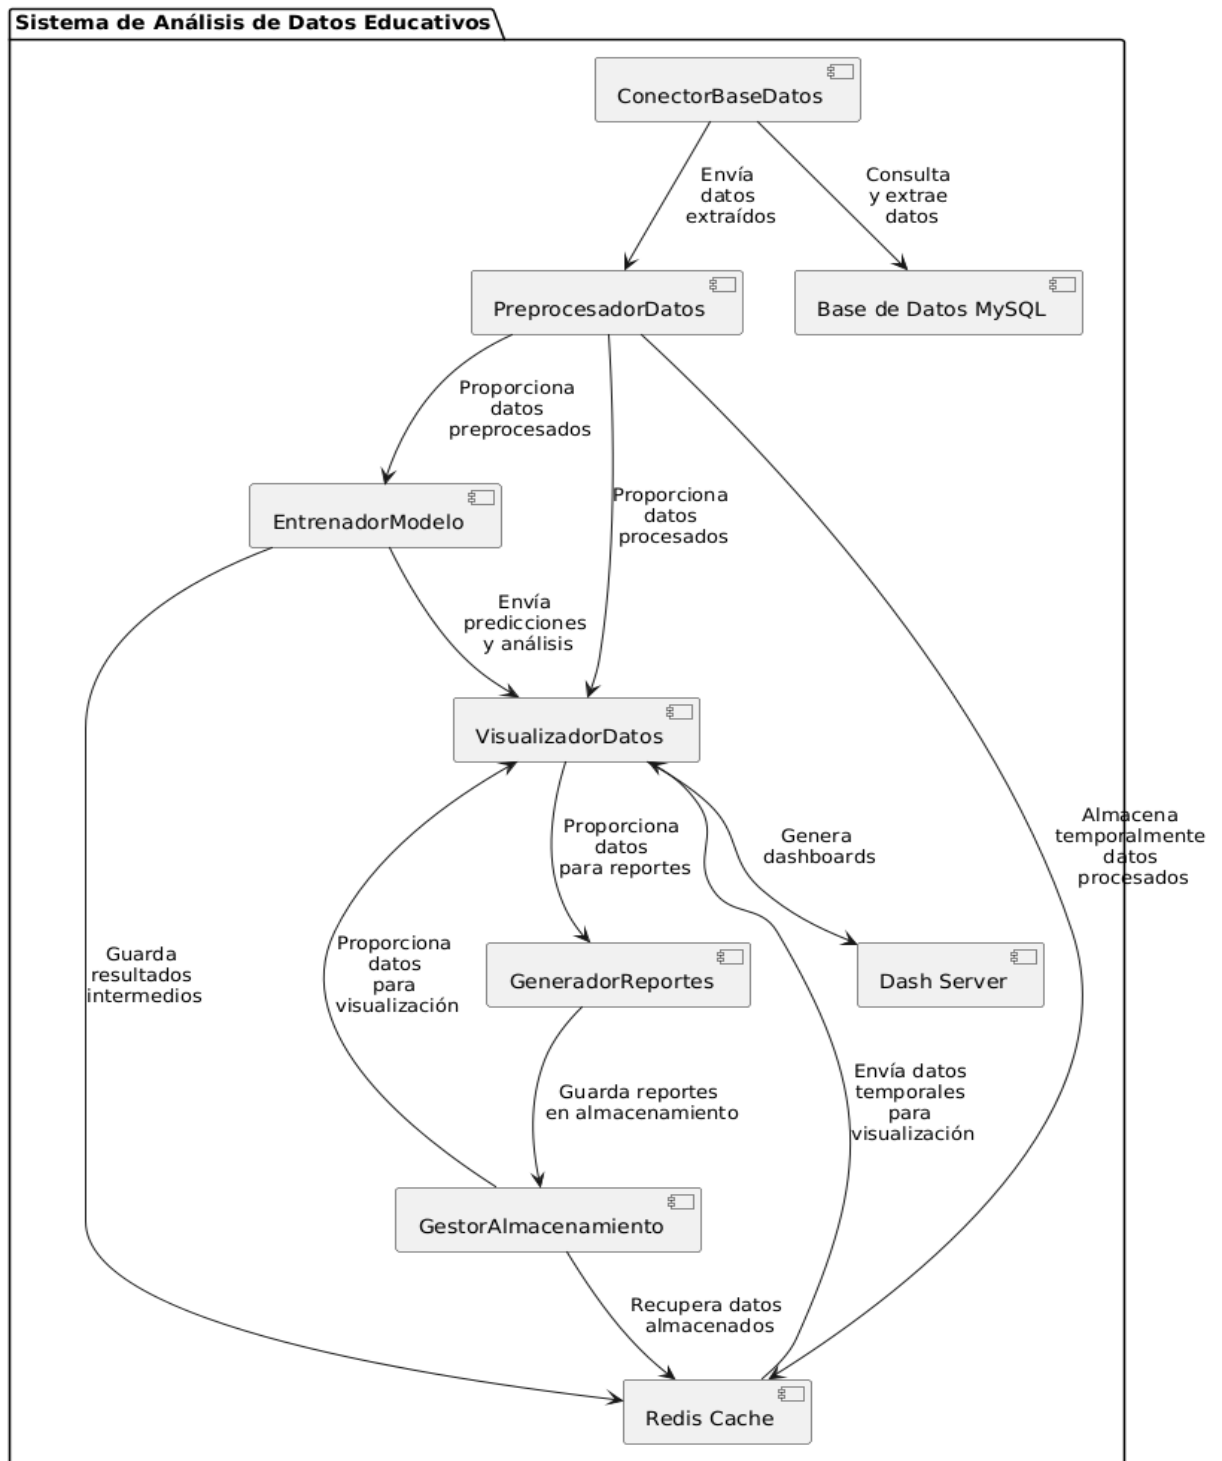 Sistema de Análisis de Datos Educativos
ConectorBaseDatos
Envía
datos
extraídos
Consulta
y extrae
datos
PreprocesadorDatos
Base de Datos MySQL
Proporciona
datos
preprocesados
EntrenadorModelo
Proporciona
datos
procesados
Envía
predicciones
y análisis
VisualizadorDatos
Proporciona
datos
para reportes
Genera
dashboards
Almacena
temporalmente
datos
procesados
Guarda
resultados
intermedios
Proporciona
datos
para
visualización
GeneradorReportes
Dash Server
Guarda reportes
en almacenamiento
Envía datos
temporales
para
visualización
GestorAlmacenamiento
Recupera datos
almacenados
Redis Cache